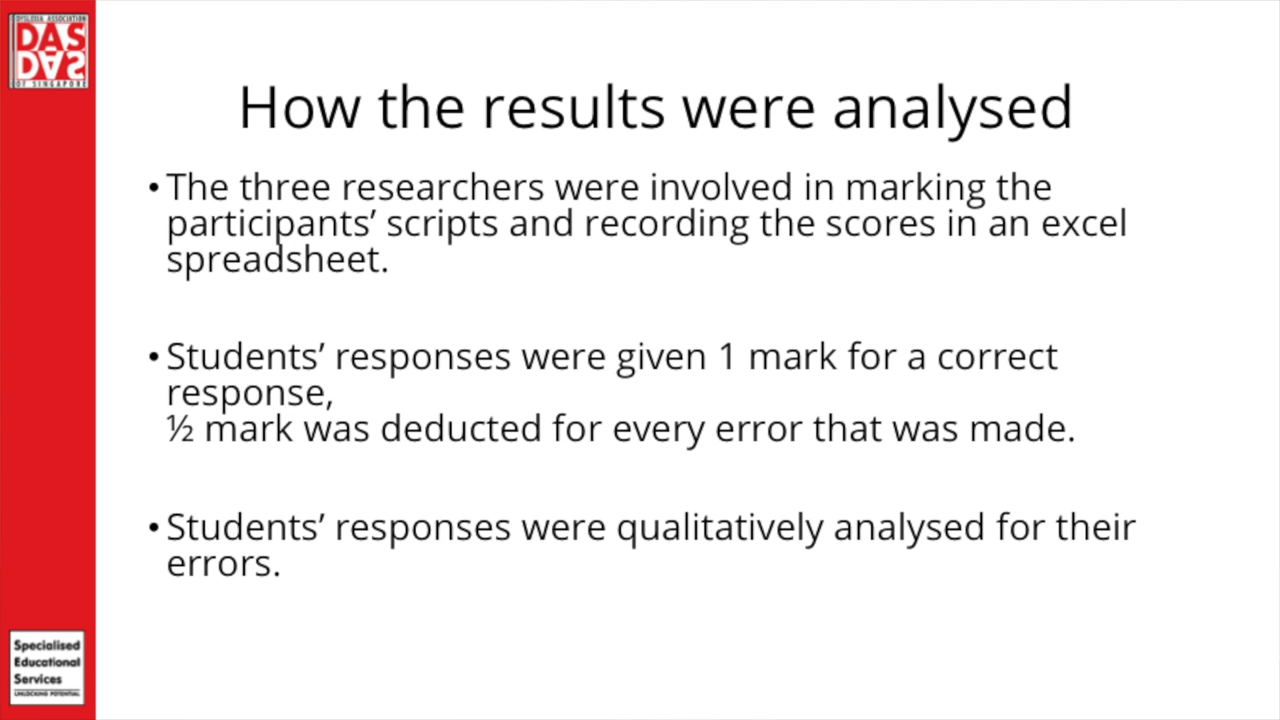 DYSLEXIA ASSOCIATION
DAS
DAS
OF SINGAPORE
How the results were analysed
• The three researchers were involved in marking the
participants’ scripts and recording the scores in an excel
spreadsheet.
• Students’ responses were given 1 mark for a correct
response,
½ mark was deducted for every error that was made.
• Students’ responses were qualitatively analysed for their
errors.
Specialised
Educational
Services
UNLOCKING POTENTIAL